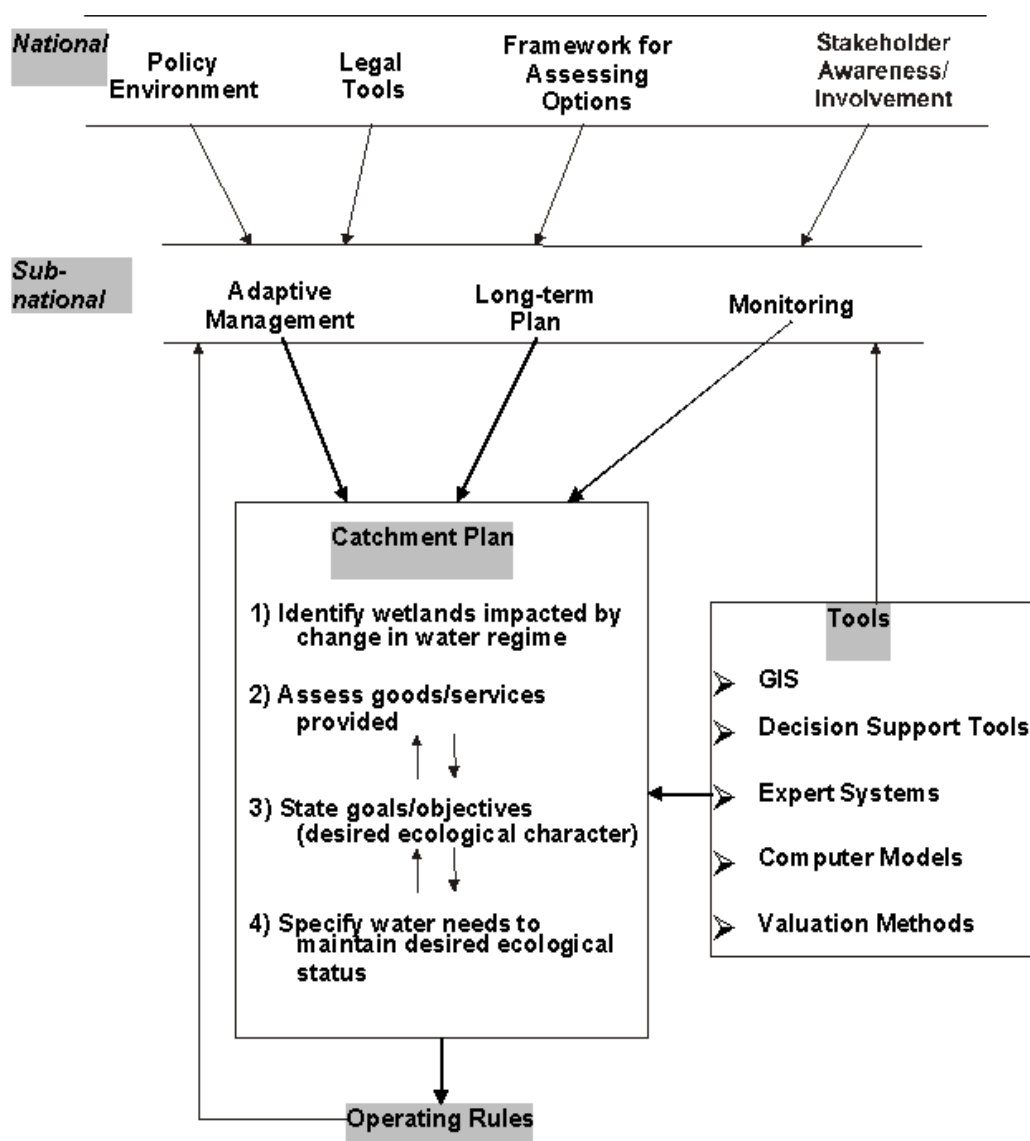 National
Policy
Environment
Legal
Tools
Framework for
Assessing
Options
Stakeholder
Awareness/
Involvement
Sub-
national
Adaptive
Management
Long-term
Plan
Monitoring
Catchment Plan
1) Identify wetlands impacted by
change in water regime
2) Assess goods/services
provided
3) State goals/objectives
(desired ecological character)
4) Specify water needs to
maintain desired ecological
status
Tools
GIS
Decision Support Tools
Expert Systems
Computer Models
Valuation Methods
Operating Rules